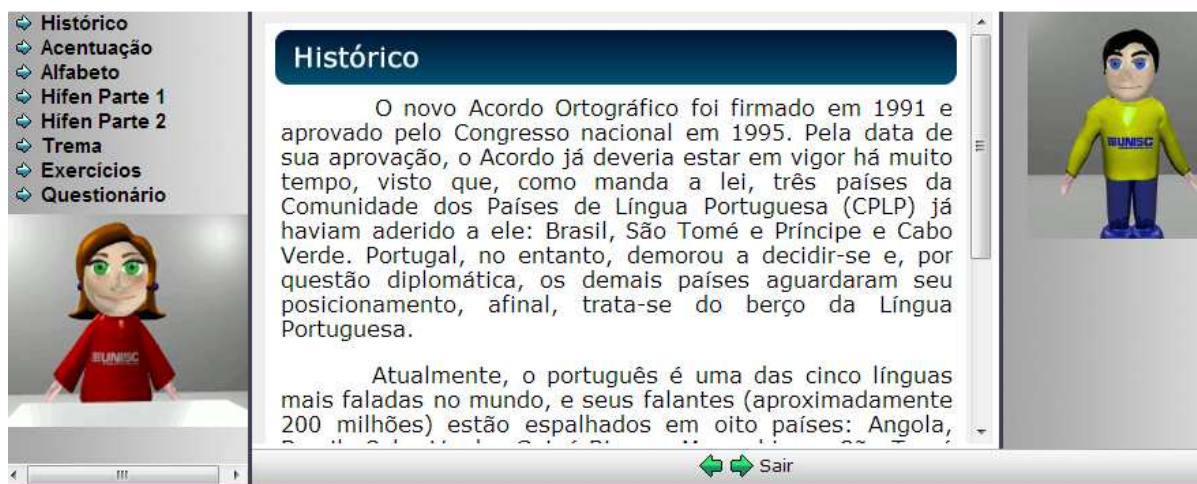 Histórico
Acentuação
Alfabeto
Hífen Parte 1
Hífen Parte 2
Trema
Exercícios
Questionário
UNISC
Histórico
O novo Acordo Ortográfico foi firmado em 1991 e
aprovado pelo Congresso nacional em 1995. Pela data de
sua aprovação, o Acordo já deveria estar em vigor há muito
tempo, visto que, como manda a lei, três países da
Comunidade dos Países de Língua Portuguesa (CPLP) já
haviam aderido a ele: Brasil, São Tomé e Príncipe e Cabo
Verde. Portugal, no entanto, demorou a decidir-se e, por
questão diplomática, os demais países aguardaram seu
posicionamento, afinal, trata-se do berço da Língua
Portuguesa.
Atualmente, o português é uma das cinco línguas
mais faladas no mundo, e seus falantes (aproximadamente
200 milhões) estão espalhados em oito países: Angola,
Sair
UNISC